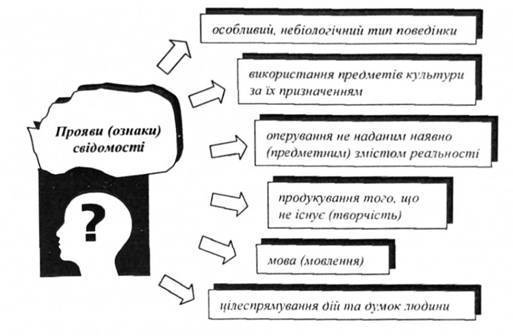 особливий, небіологічний тип поведінки
використання предметів культури
за їх призначенням
Прояви (ознаки)
свідомості
оперування не наданим наявно
(предметним) змістом реальності
продукування того, що
не існує (творчість)
мова (мовлення)
цілеспрямування дій та думок людини
?